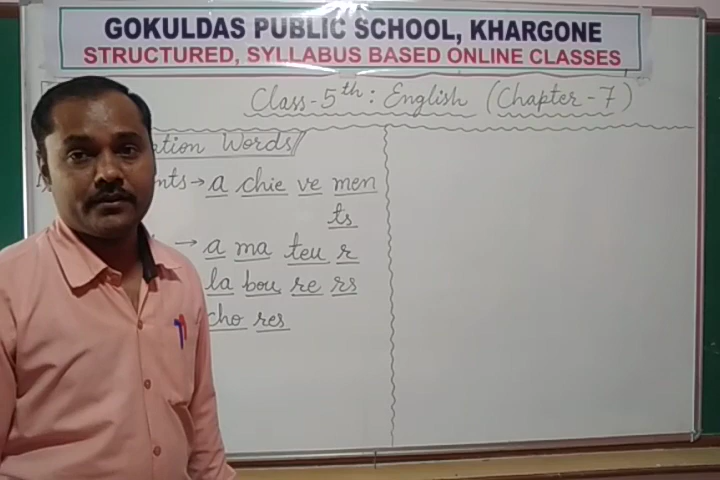 GOKULDAS PUBLIC SCHOOL, KHARGONE
STRUCTURED, SYLLABUS BASED ONLINE CLASSES
Class-5th: English (Chapter-7)
ation Words
nts → a chie ve men
ts
→ a ma teu r
la bou re rs
cho res